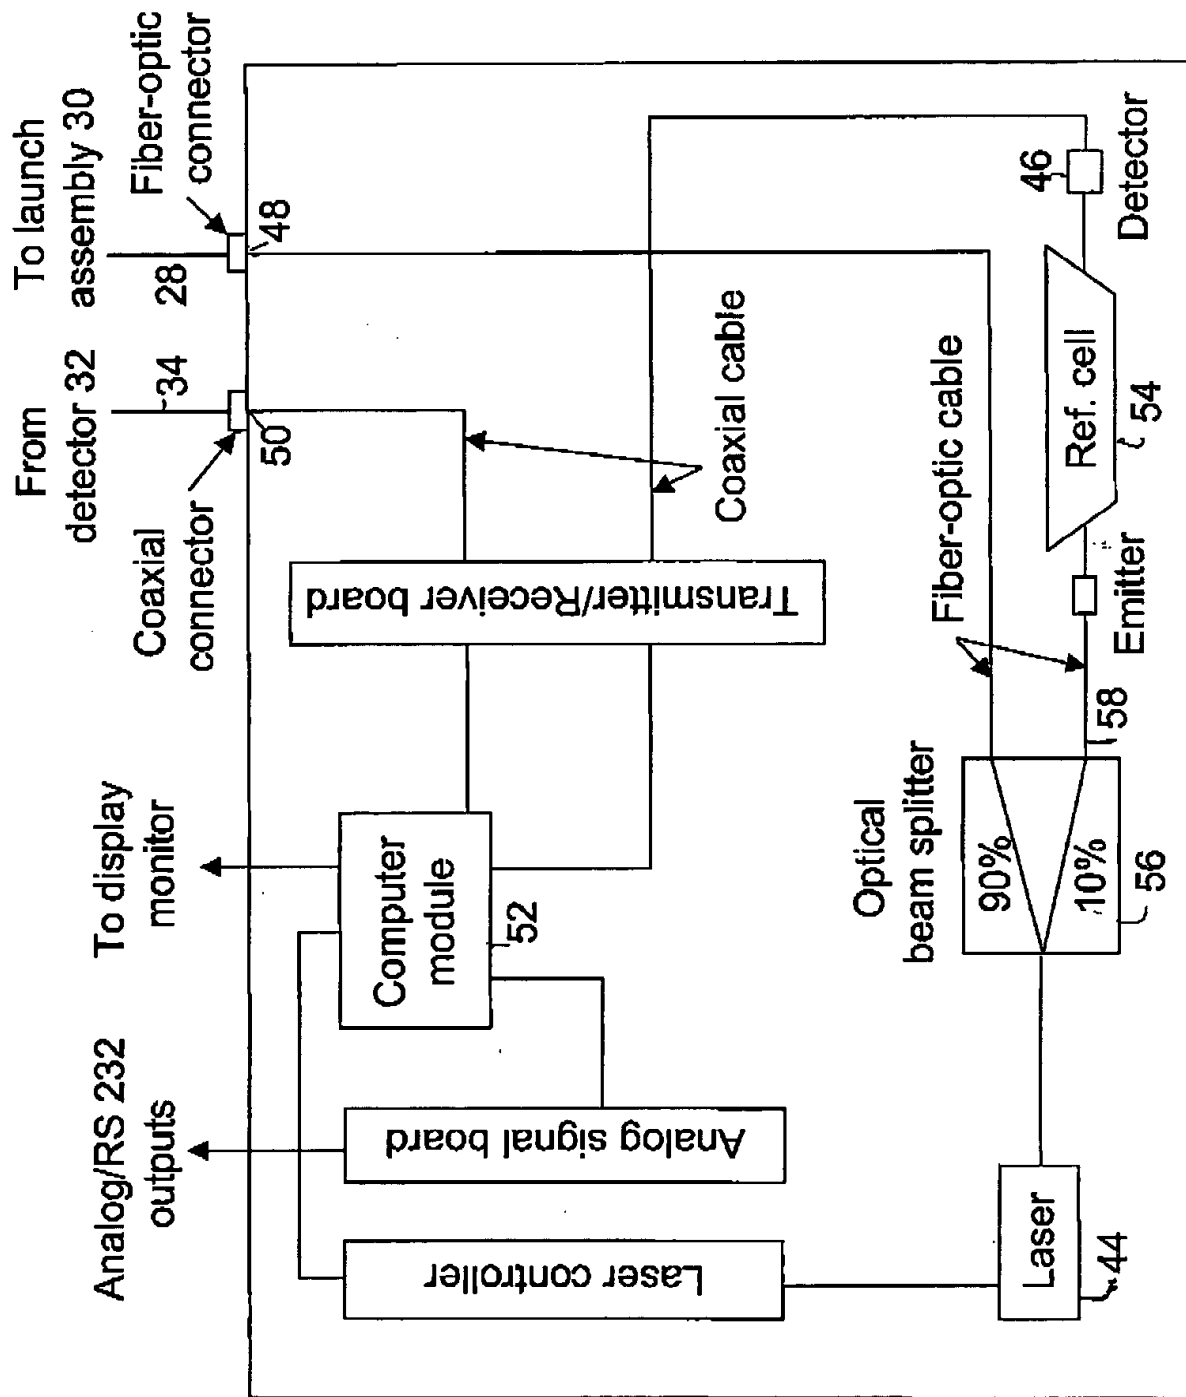 Analog/RS 232
outputs
To display
monitor
From
detector 32
To launch
assembly 30
34
28
Coaxial
connector
Fiber-optic
connector
50
48
Laser controller
Analog signal board
Computer
module
52
Transmitter/Receiver board
Coaxial cable
Fiber-optic cable
Optical
beam splitter
Laser
44
90%
10%
56
58
Emitter
Ref. cell
54
46
Detector